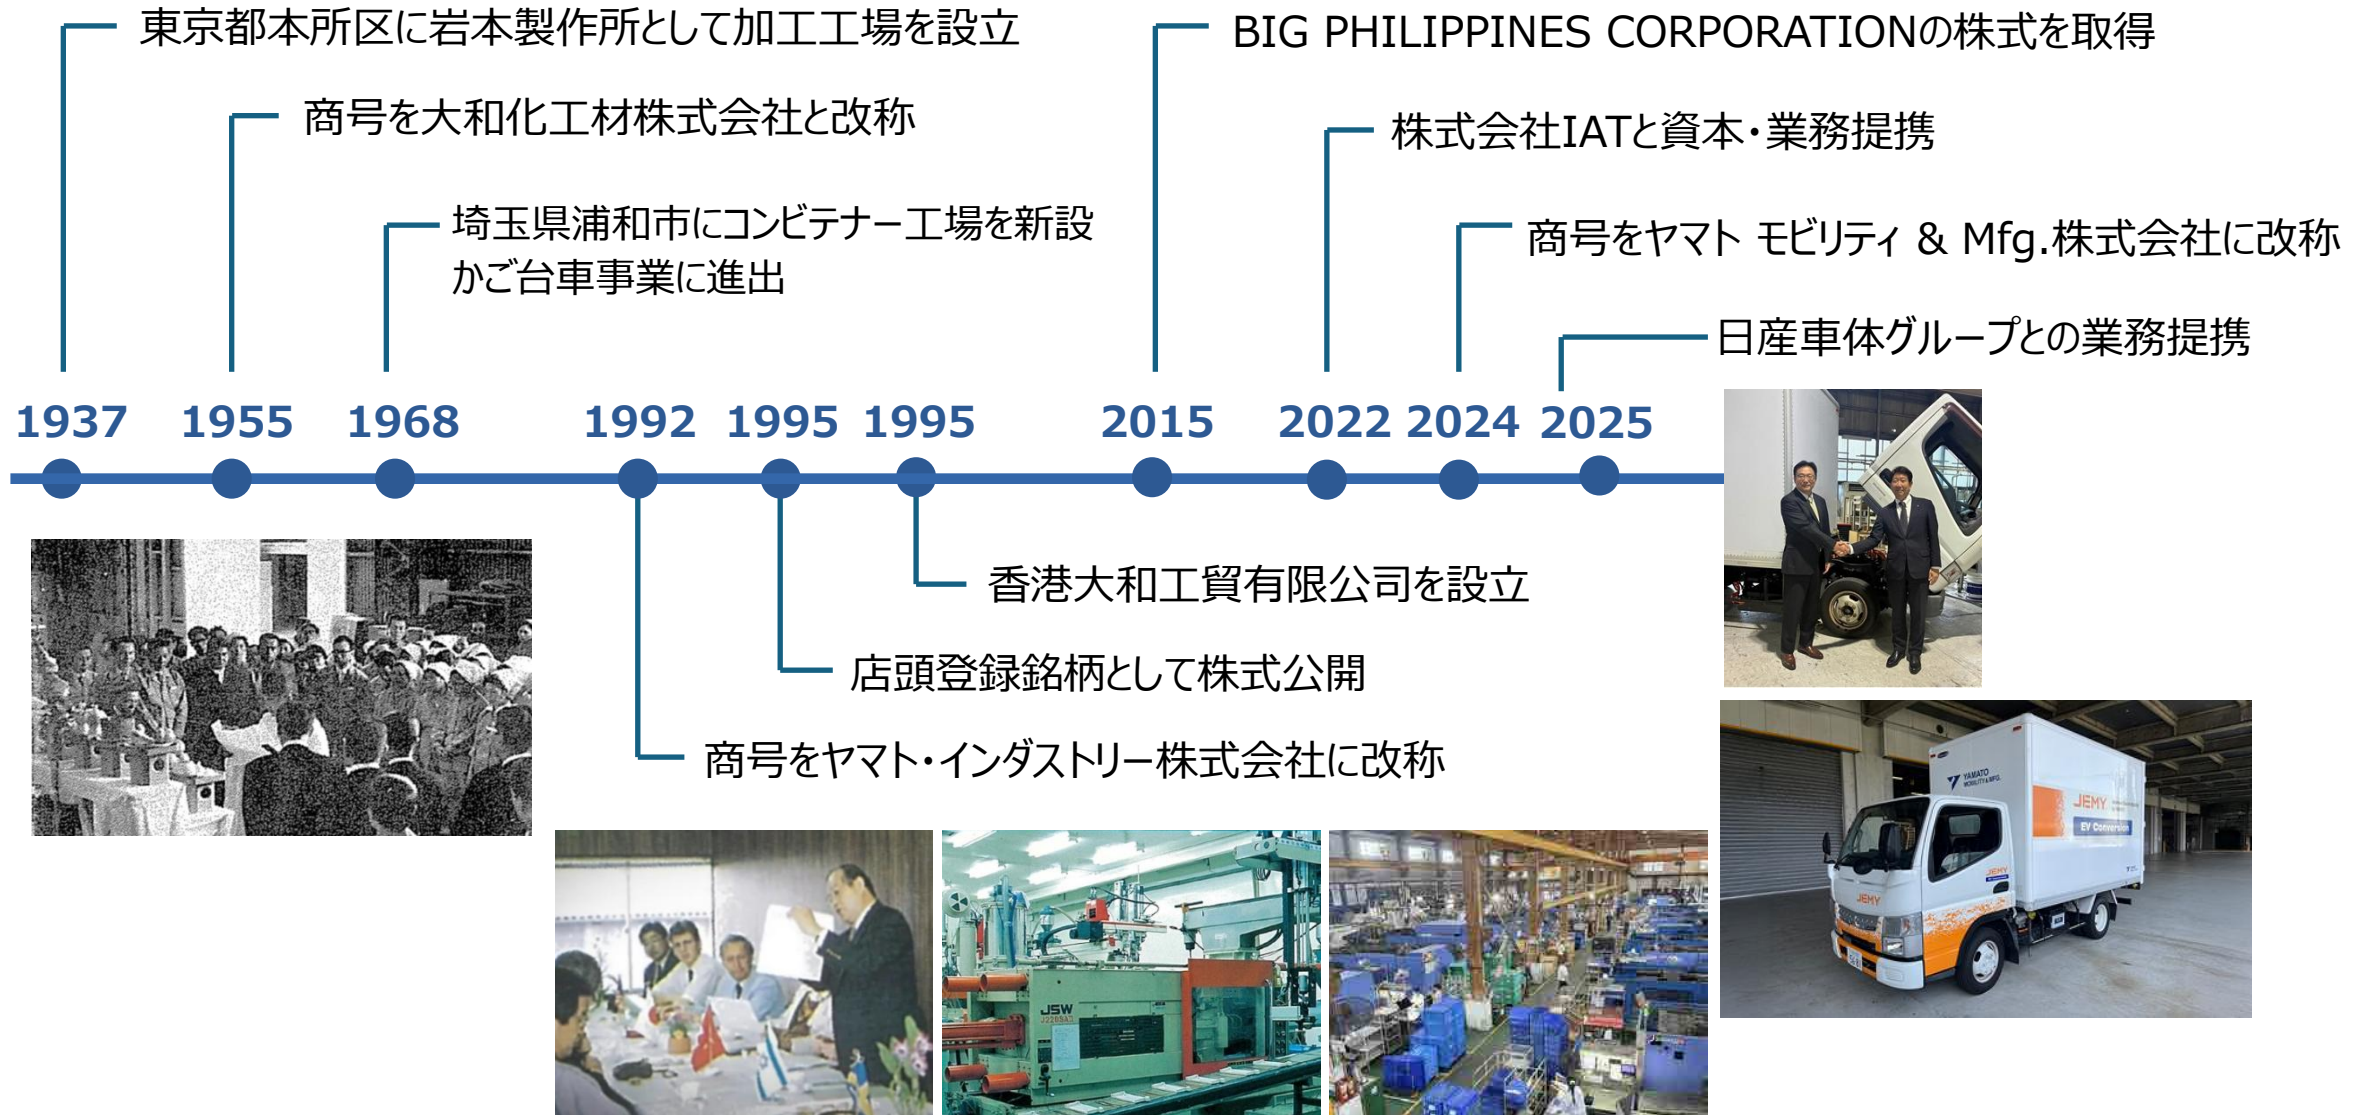 東京都本所区に岩本製作所として加工工場を設立
BIG PHILIPPINES CORPORATIONの株式を取得
商号を大和化工材株式会社と改称
株式会社IATと資本・業務提携
埼玉県浦和市にコンビテナー工場を新設
かご台車事業に進出
商号をヤマト モビリティ & Mfg.株式会社に改称
日産車体グループとの業務提携
1937 1955 1968 1992 1995 1995 2015 2022 2024 2025
香港大和工貿有限公司を設立
店頭登録銘柄として株式公開
商号をヤマト・インダストリー株式会社に改称
YAMATO
MOBILITY & MFG.
JEMY
EV Conversion
JEMY
JEMY
JSW